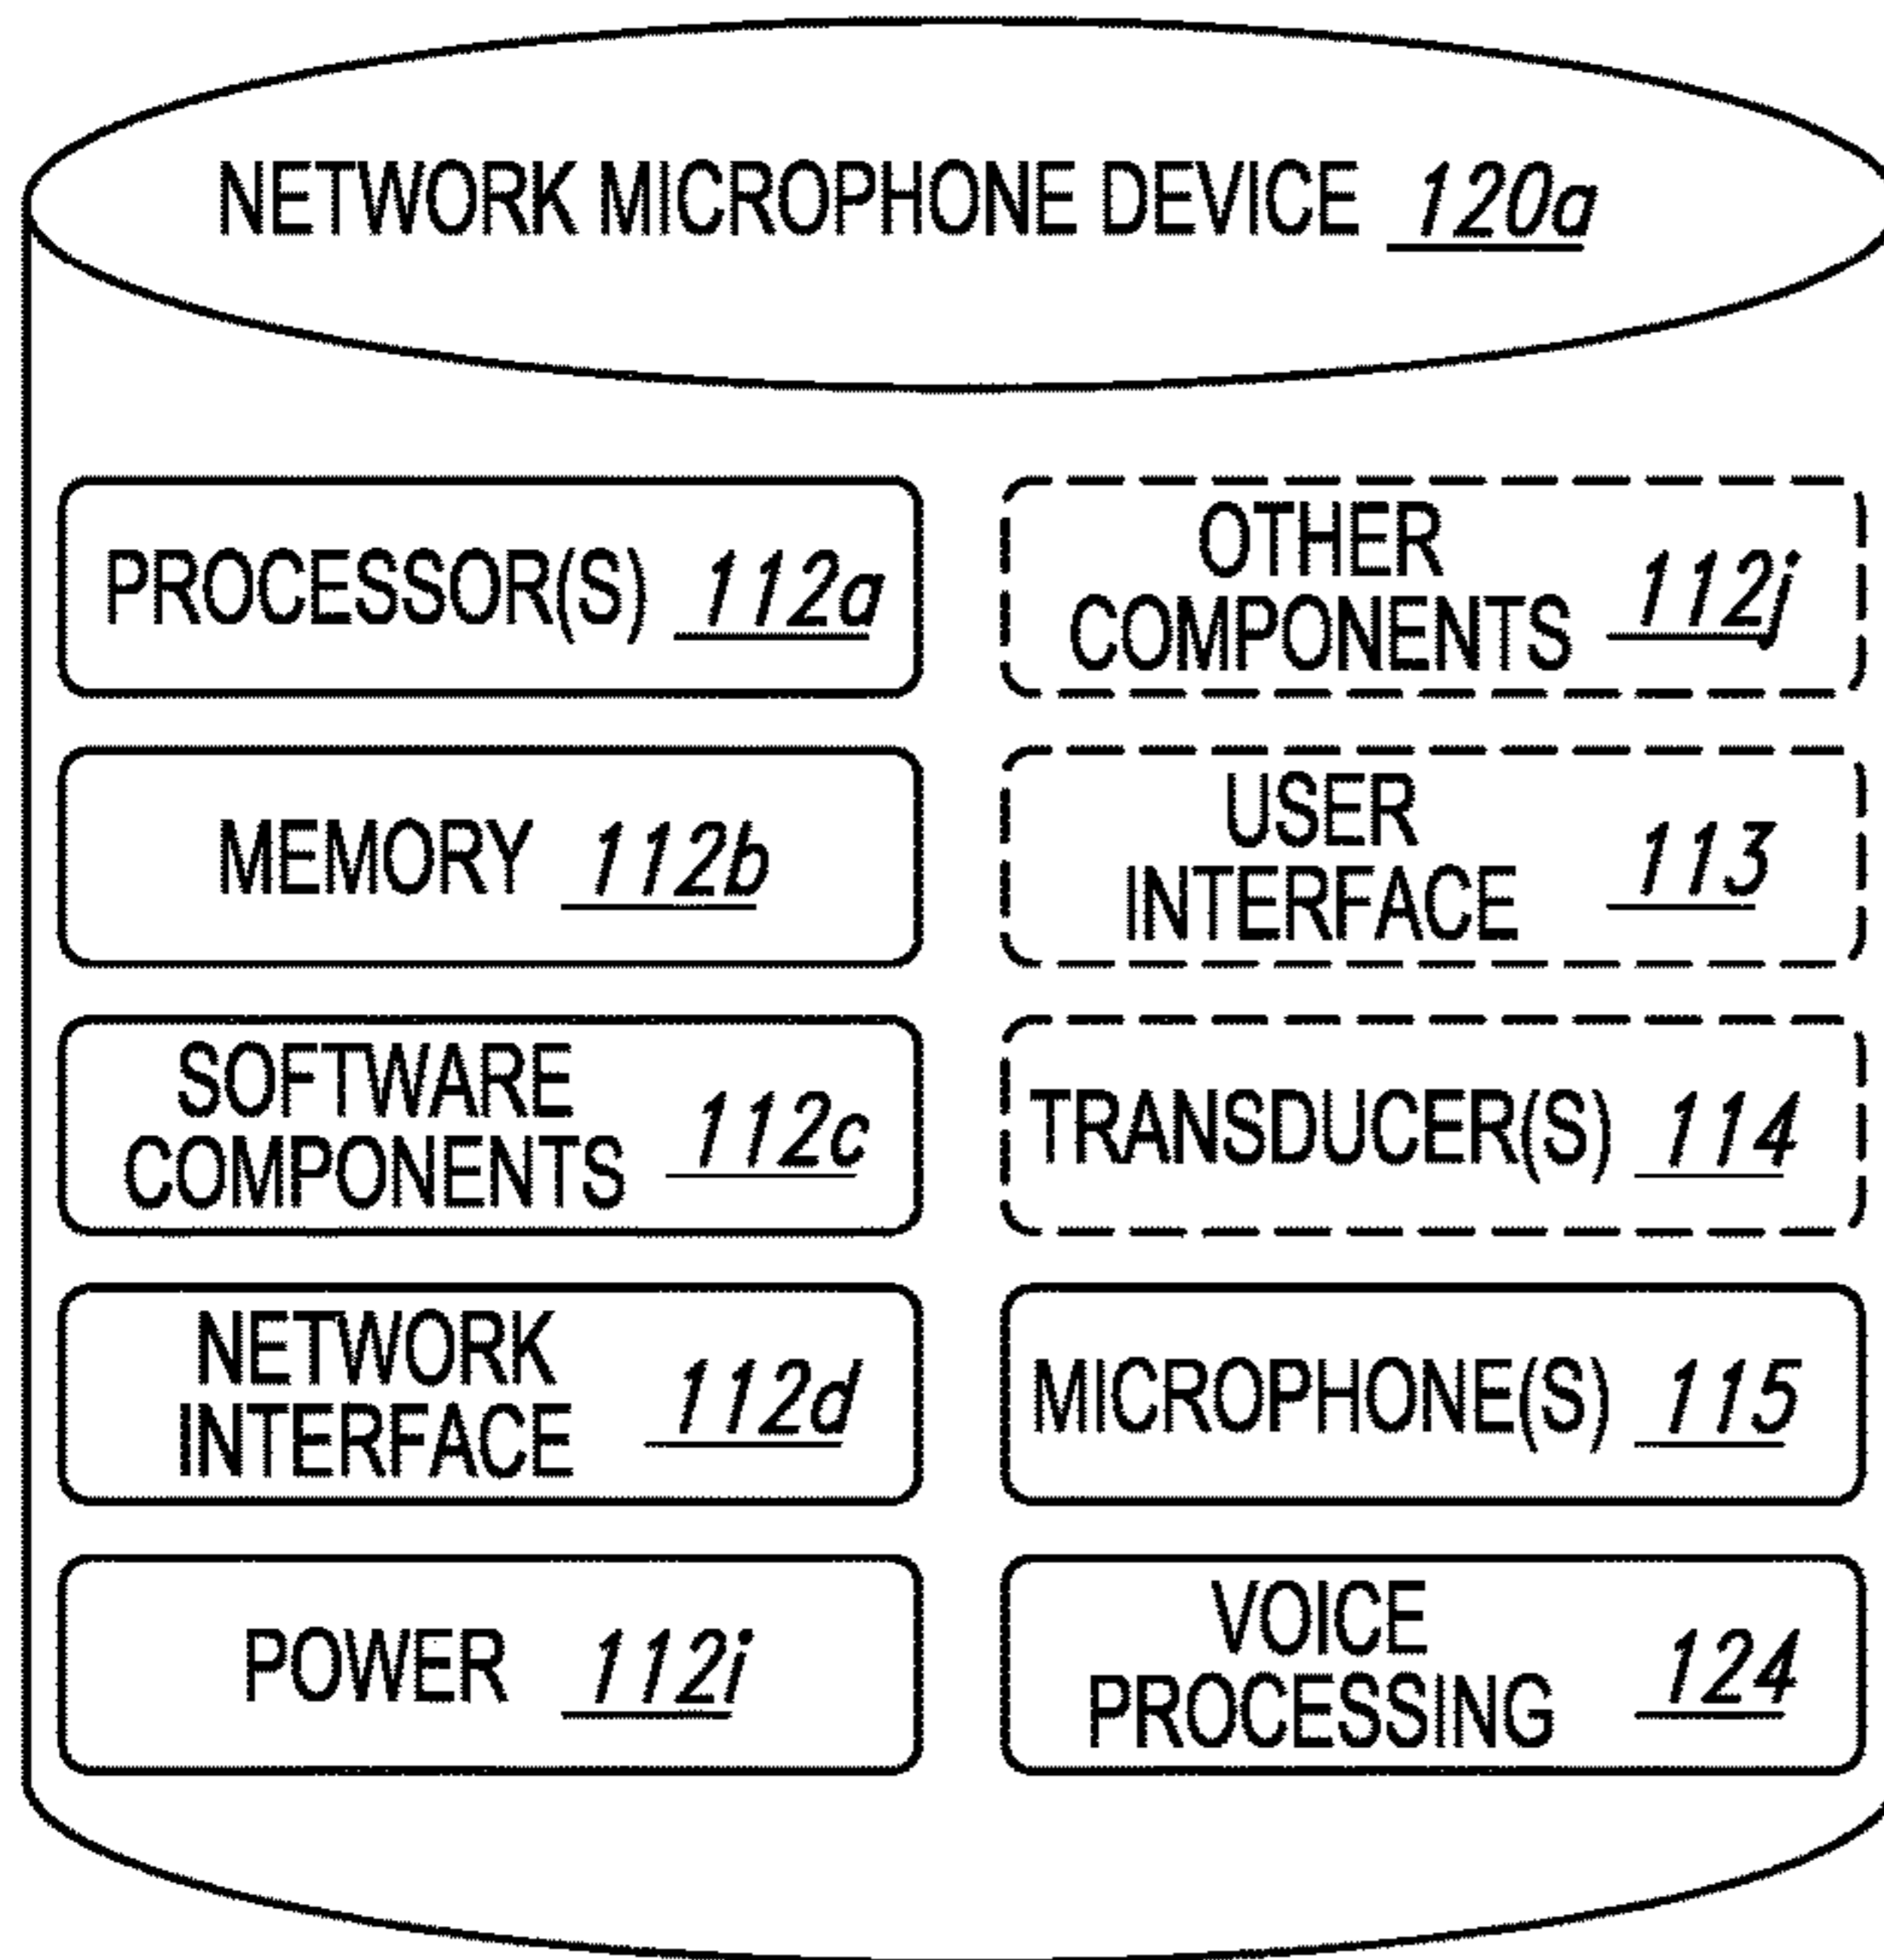 NETWORK MICROPHONE DEVICE 120a
PROCESSOR(S) 112a
MEMORY 112b
SOFTWARE
COMPONENTS 112c
NETWORK
INTERFACE 112d
POWER 112i
OTHER
COMPONENTS 112j
USER
INTERFACE 113
TRANSDUCER(S) 114
MICROPHONE(S) 115
VOICE
PROCESSING 124